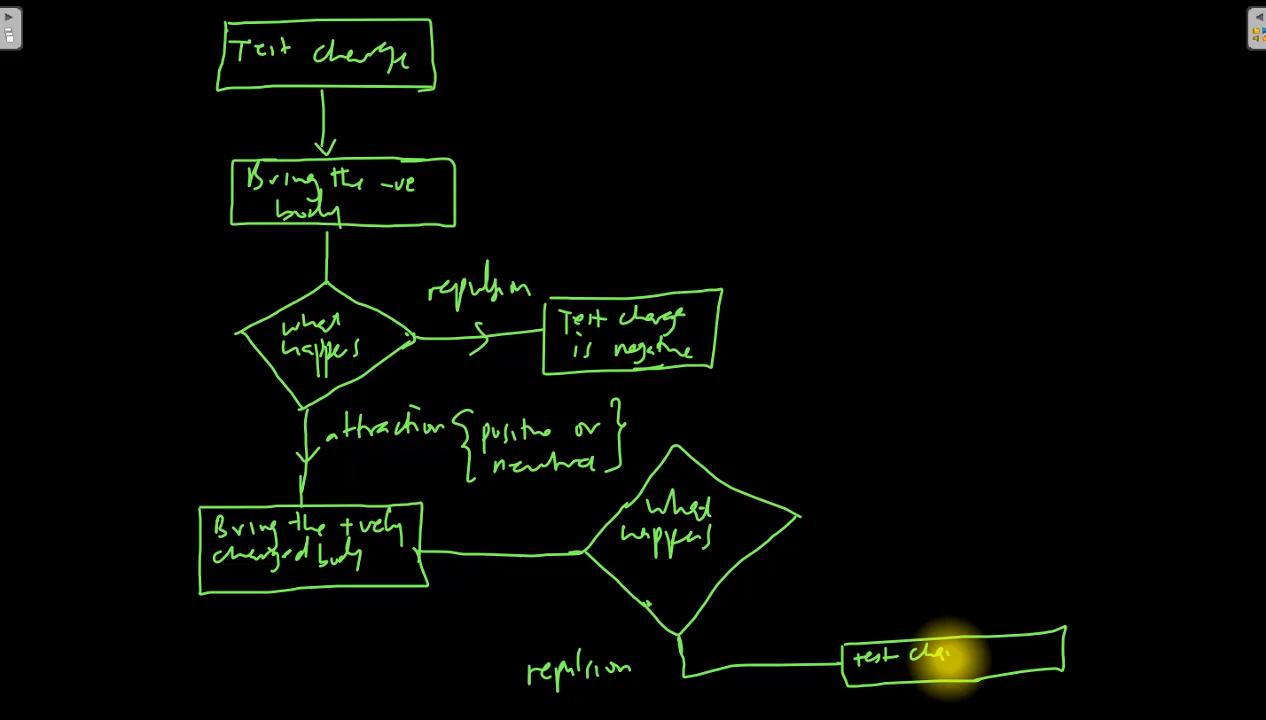 Test charge
Bring the -ve
body
what
happens
repulsion
Test charge
is negative
attraction
positive or
neutral
Bring the +vely
charged body
what
happens
repulsion
test cha